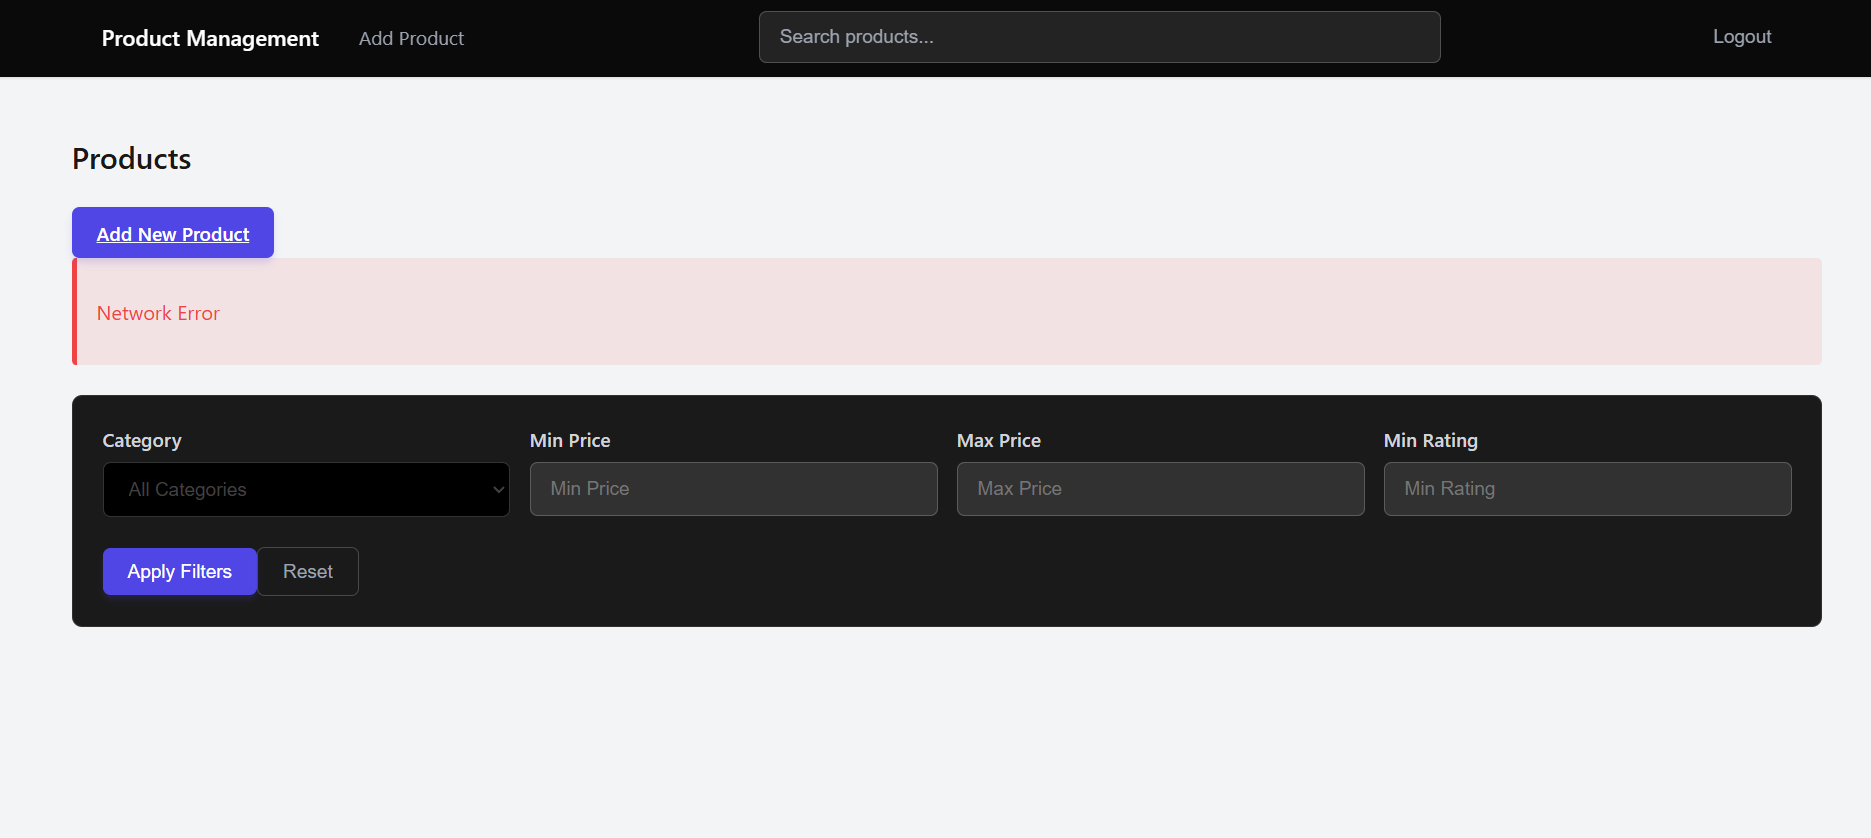 Product Management Add Product Search products... Logout
Products
Add New Product
Network Error
Category Min Price Max Price Min Rating
All Categories Min Price Max Price Min Rating
Apply Filters Reset